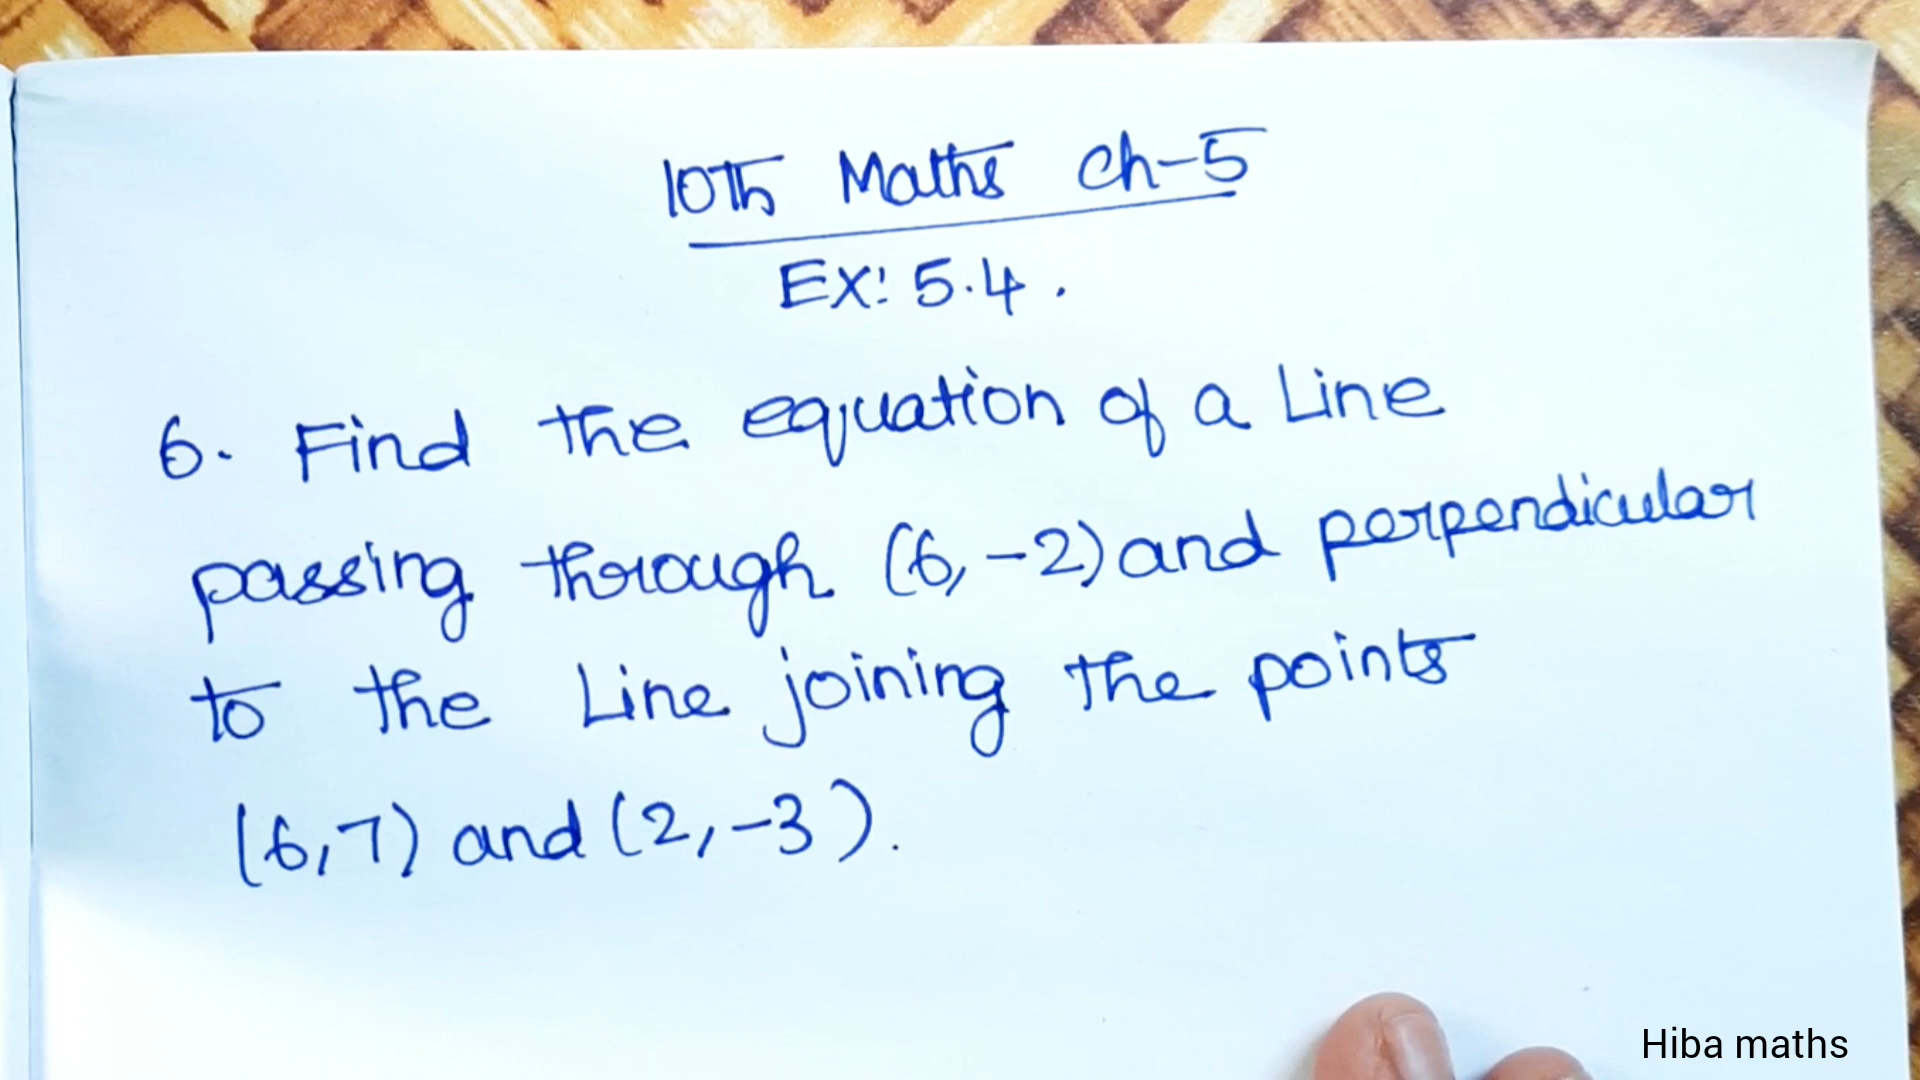 10th Maths Ch-5
EX: 5.4.
6. Find the equation of a Line
passing through (6, -2) and perpendicular
to the Line joining the points
(6,7) and (2,-3).
Hiba maths